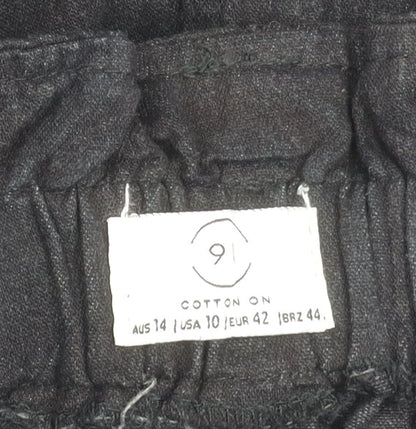 91
COTTON ON
AUS 14 / USA 10 / EUR 42 / BRZ 44.